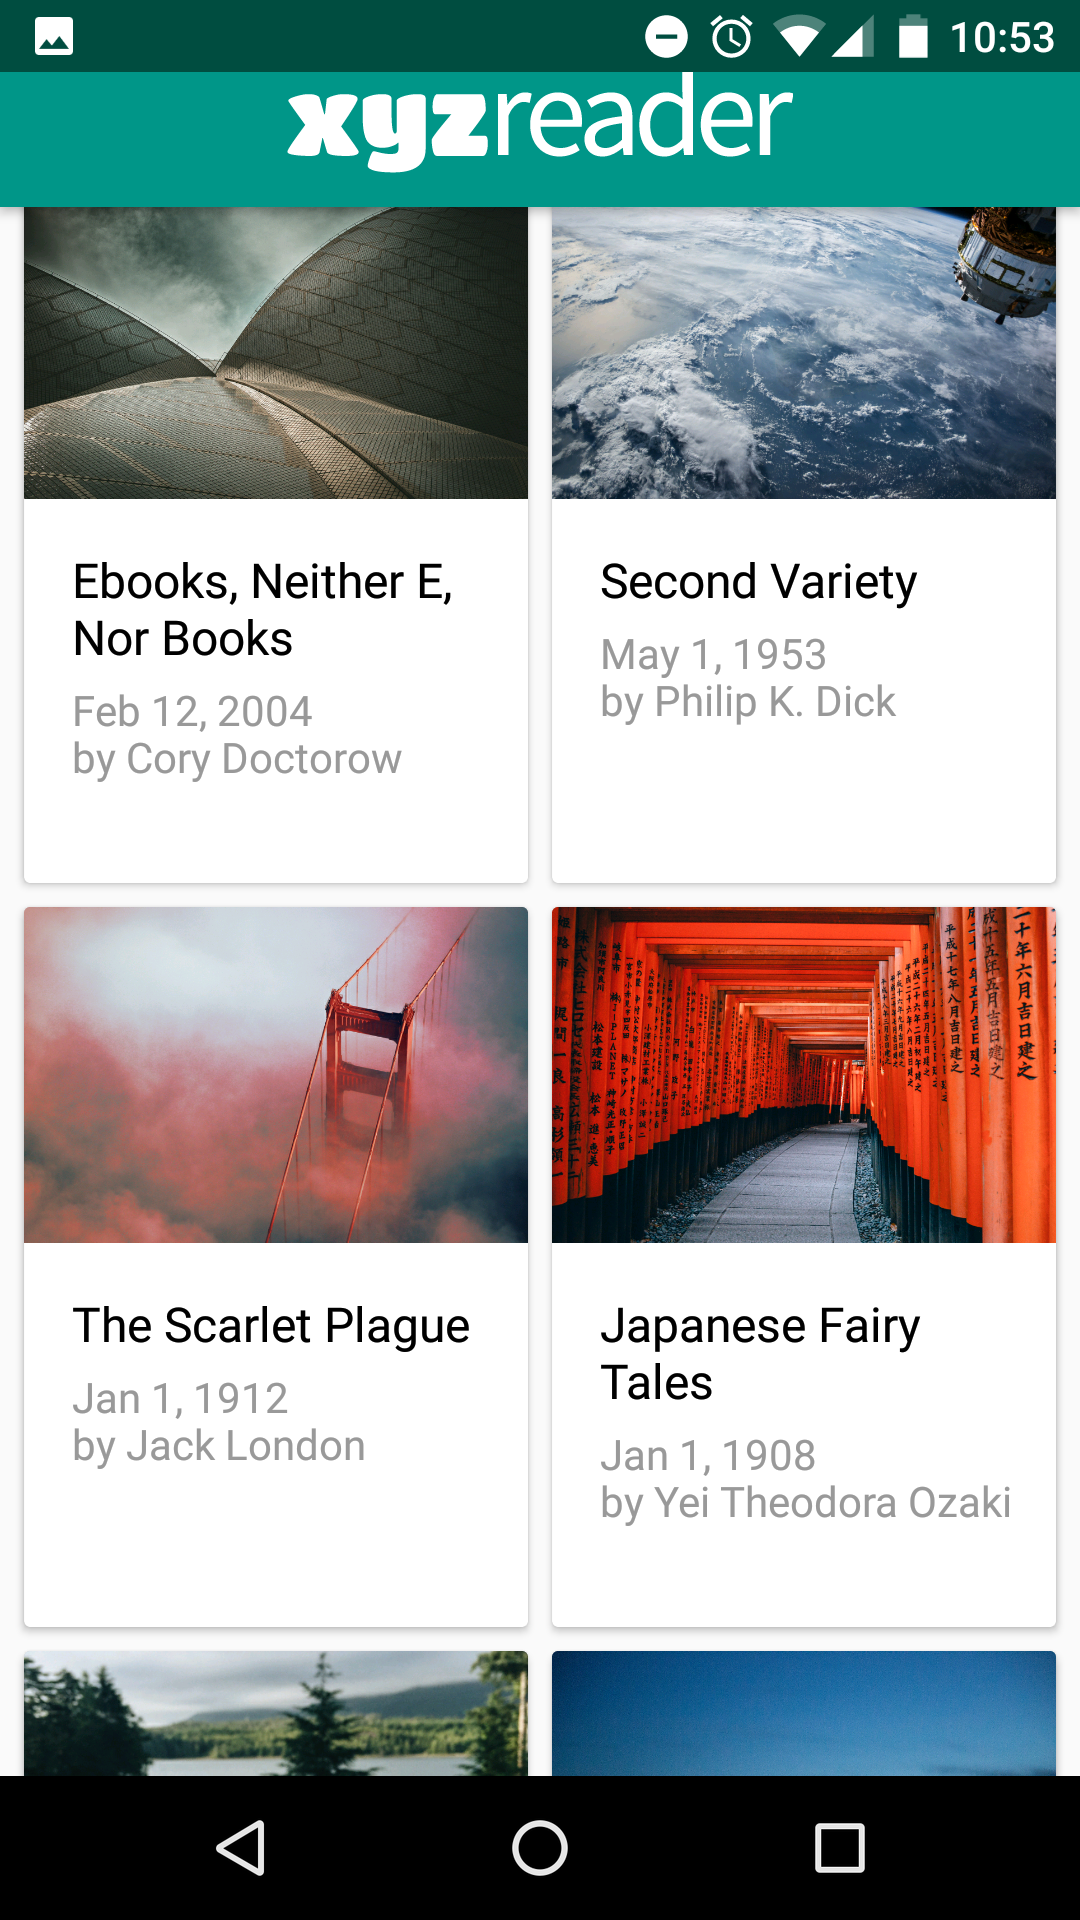 10:53
xyzreader
Ebooks, Neither E,
Nor Books
Feb 12, 2004
by Cory Doctorow
Second Variety
May 1, 1953
by Philip K. Dick
The Scarlet Plague
Jan 1, 1912
by Jack London
Japanese Fairy
Tales
Jan 1, 1908
by Yei Theodora Ozaki